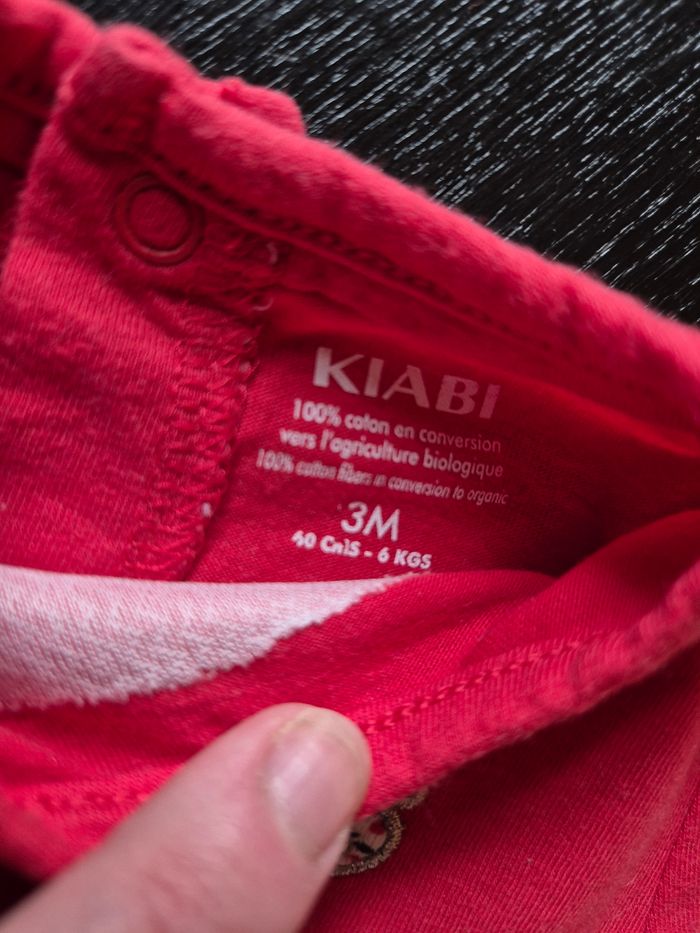 KIABI
100% coton en conversion
vers l'agriculture biologique
100% cotton fibers in conversion to organic
3M
60 CMS - 6 KGS